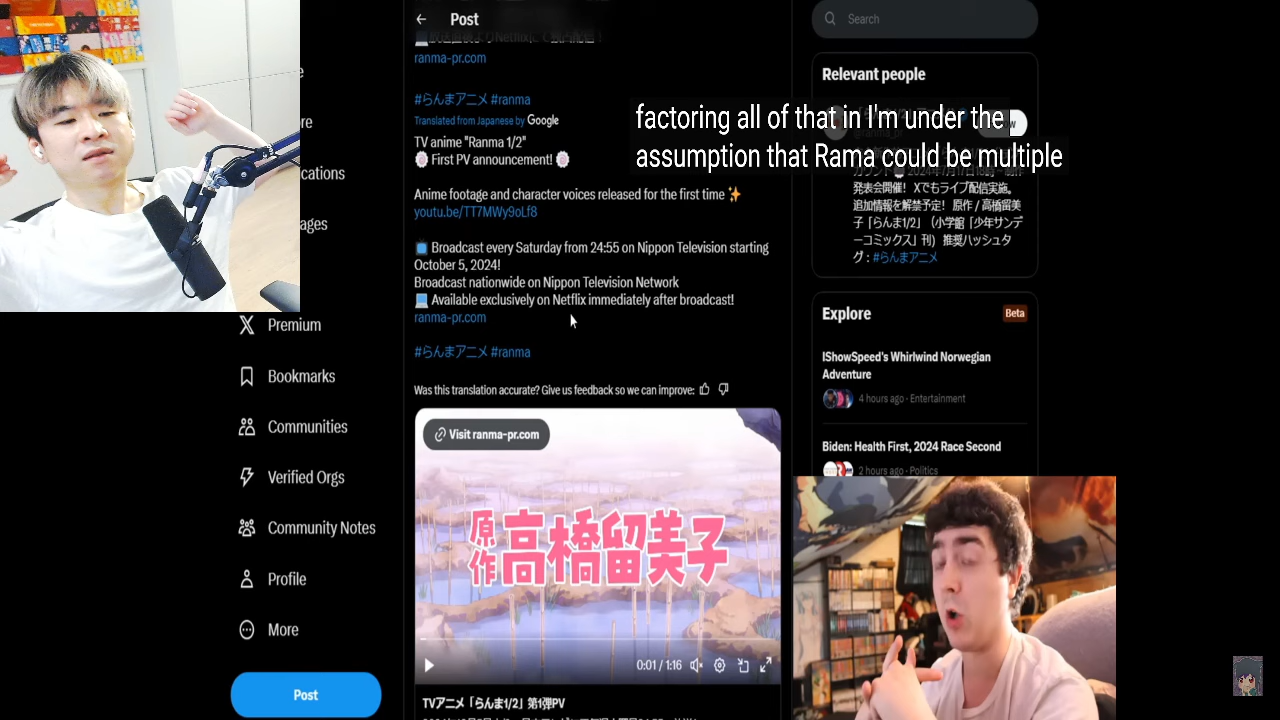 Post
ranma-pr.com
#らんまアニメ #ranma
Translated from Japanese by Google
TV anime "Ranma 1/2"
First PV announcement!
Anime footage and character voices released for the first time
youtu.be/TT7MWy9oLf8
Broadcast every Saturday from 24:55 on Nippon Television starting
October 5, 2024!
Broadcast nationwide on Nippon Television Network
Available exclusively on Netflix immediately after broadcast!
ranma-pr.com
#らんまアニメ #ranma
Was this translation accurate? Give us feedback so we can improve:
Visit ranma-pr.com
原作 高橋留美子
0:01 / 1:16
TVアニメ「らんま1/2」第1弾PV
Premium
Bookmarks
Communities
Verified Orgs
Community Notes
Profile
More
Post
Search
Relevant people
factoring all of that in I'm under the
assumption that Rama could be multiple
発表会開催! Xでもライブ配信実施。
追加情報を解禁予定! 原作 / 高橋留美
子「らんま1/2」(小学館「少年サンデ
ーコミックス」刊) 推奨ハッシュタ
グ:#らんまアニメ
Explore
Beta
IShowSpeed's Whirlwind Norwegian
Adventure
4 hours ago · Entertainment
Biden: Health First, 2024 Race Second
2 hours ago · Politics